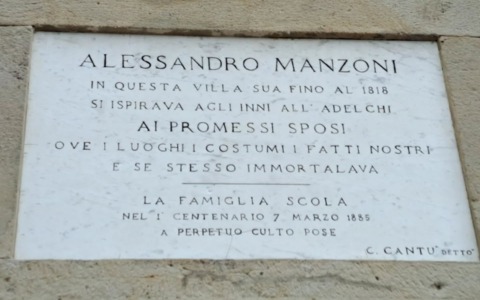 ALESSANDRO MANZONI
IN QUESTA VILLA SUA FINO AL 1818
SI ISPIRAVA AGLI INNI ALL'ADELCHI
AI PROMESSI SPOSI
OVE I LUOGHI I COSTUMI I FATTI NOSTRI
E SE STESSO IMMORTALAVA
LA FAMIGLIA SCOLA
NEL 1° CENTENARIO 7 MARZO 1885
A PERPETUO CULTO POSE
C. CANTU' DETTO'